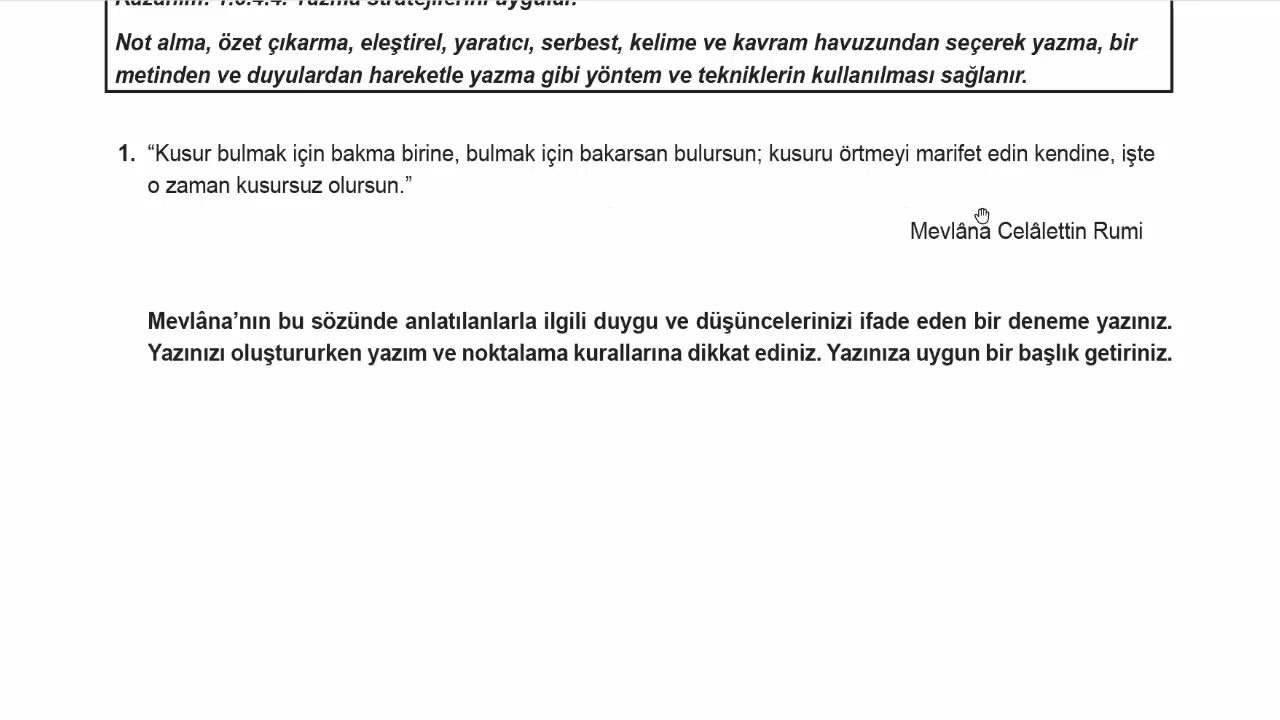 Not alma, özet çıkarma, eleştirel, yaratıcı, serbest, kelime ve kavram havuzundan seçerek yazma, bir
metinden ve duyulardan hareketle yazma gibi yöntem ve tekniklerin kullanılması sağlanır.
1. “Kusur bulmak için bakma birine, bulmak için bakarsan bulursun; kusuru örtmeyi marifet edin kendine, işte
o zaman kusursuz olursun.”
Mevlâna Celâlettin Rumi
Mevlâna’nın bu sözünde anlatılanlarla ilgili duygu ve düşüncelerinizi ifade eden bir deneme yazınız.
Yazınızı oluştururken yazım ve noktalama kurallarına dikkat ediniz. Yazınıza uygun bir başlık getiriniz.